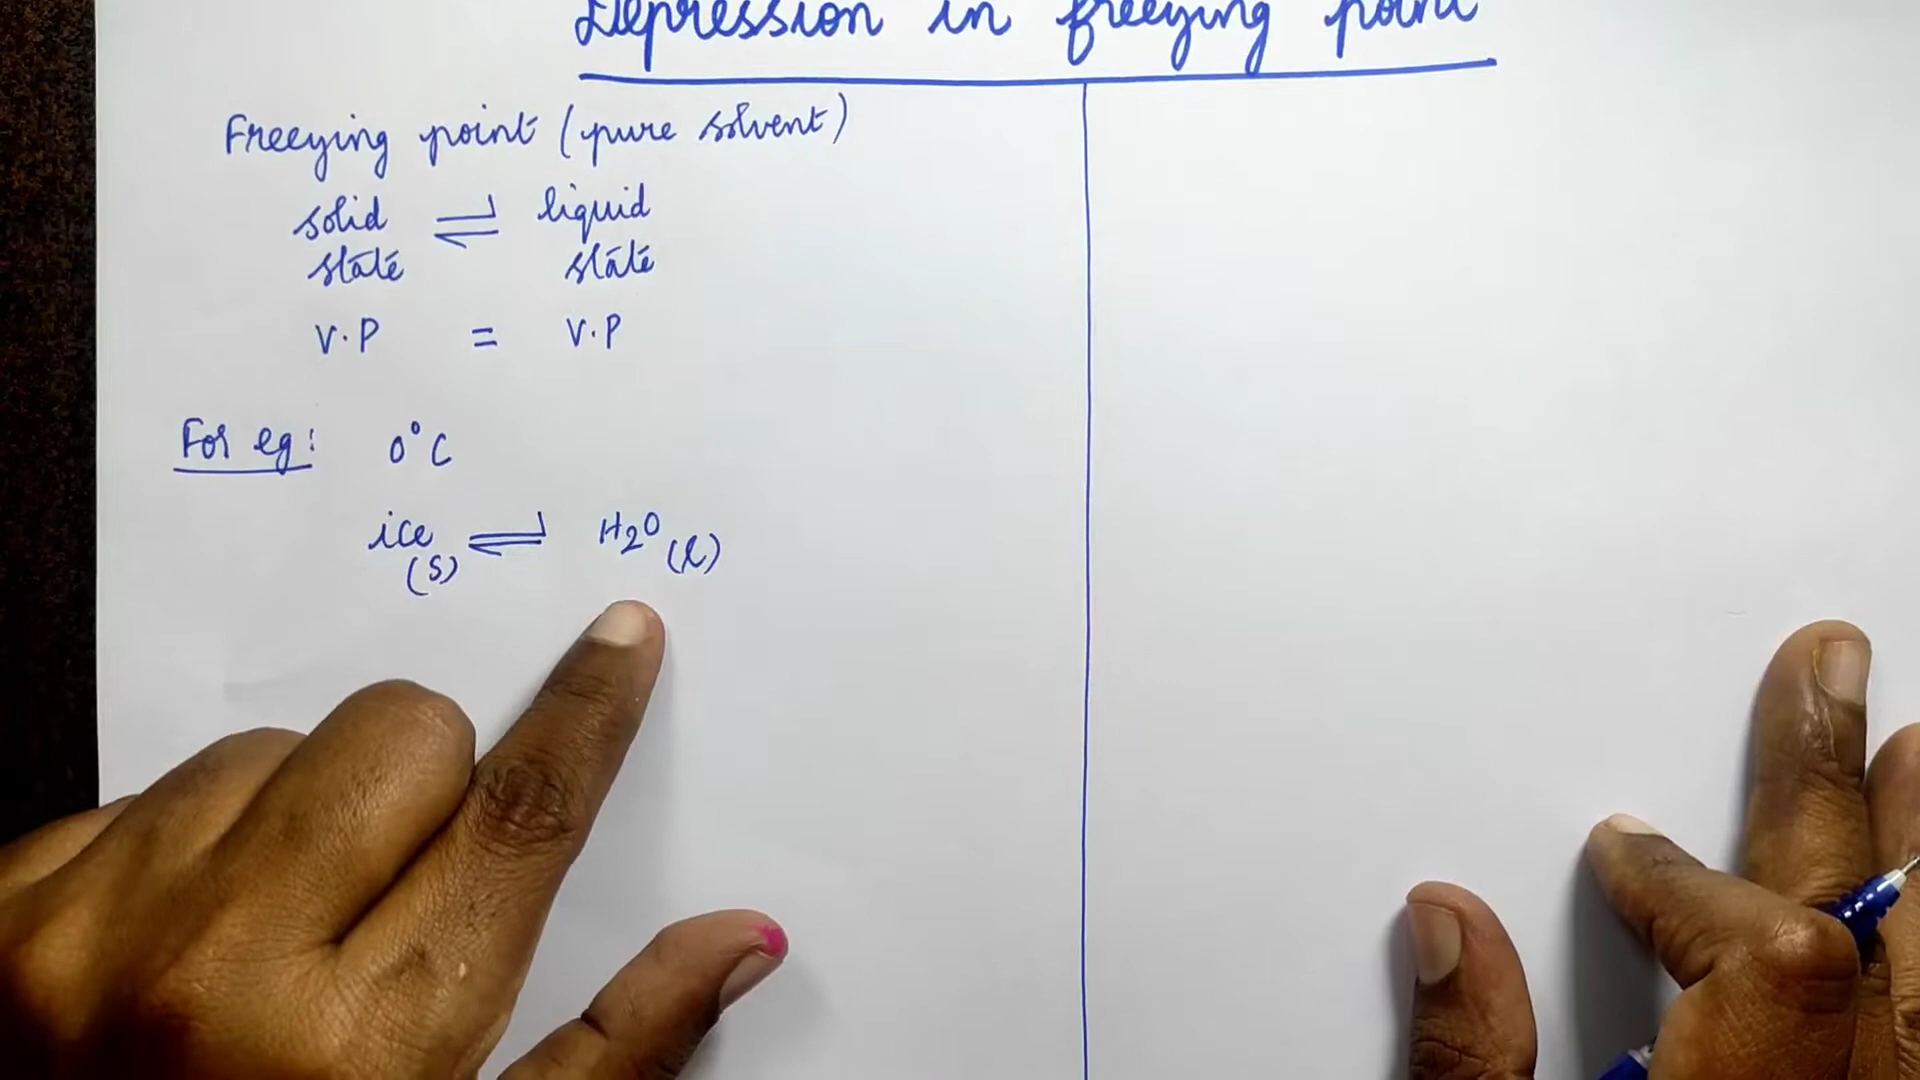 Depression in freezing point
Freezing point (pure solvent)
solid ⇌ liquid
state state
V.P = V.P
For eg: 0°C
ice(s) ⇌ H2O(l)